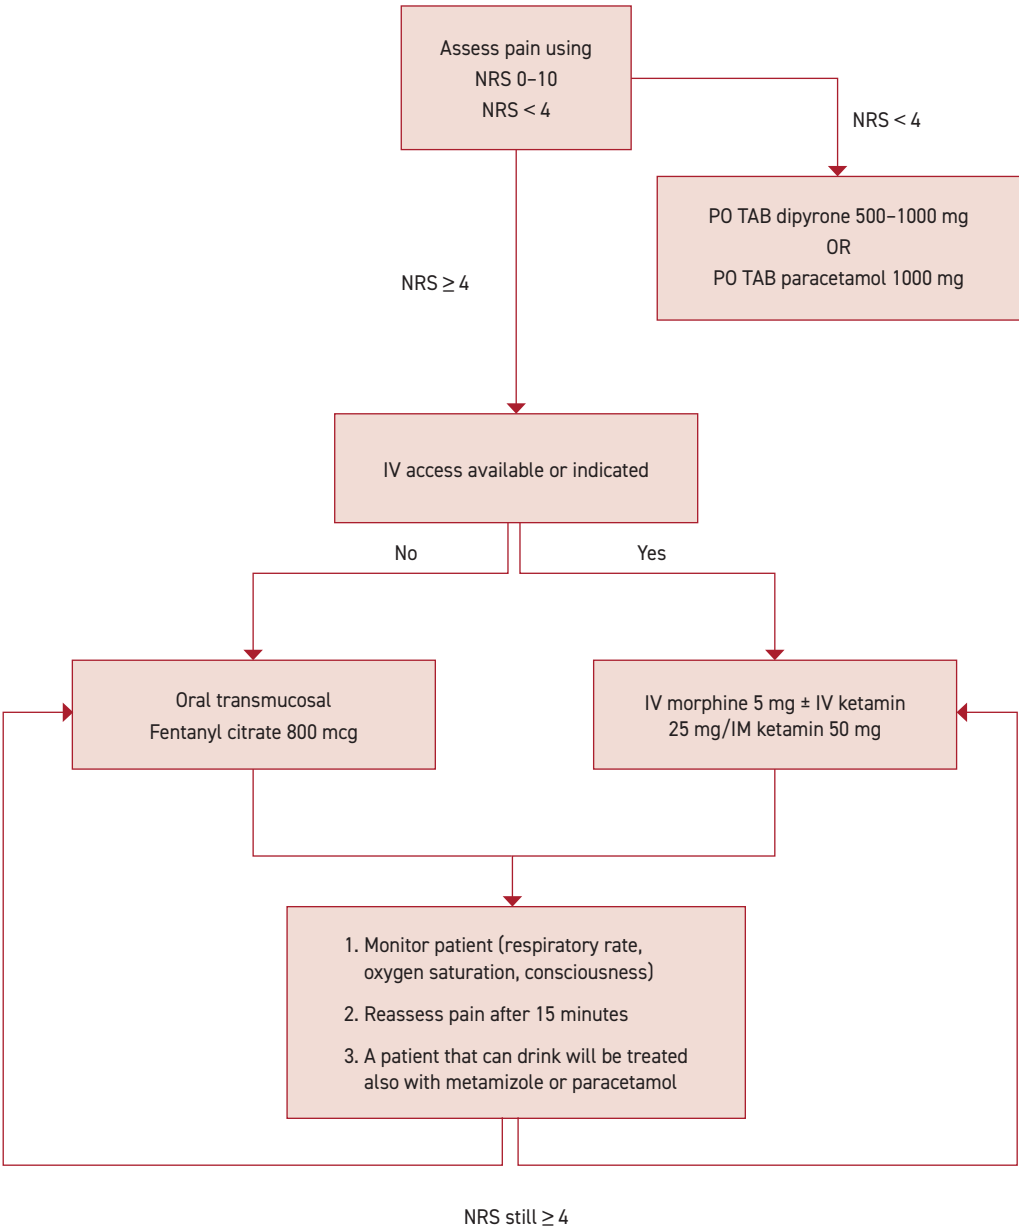 Assess pain using
NRS 0–10
NRS < 4
NRS < 4
PO TAB dipyrone 500–1000 mg
OR
PO TAB paracetamol 1000 mg
NRS ≥ 4
IV access available or indicated
No
Yes
Oral transmucosal
Fentanyl citrate 800 mcg
IV morphine 5 mg ± IV ketamin
25 mg/IM ketamin 50 mg
1. Monitor patient (respiratory rate,
oxygen saturation, consciousness)
2. Reassess pain after 15 minutes
3. A patient that can drink will be treated
also with metamizole or paracetamol
NRS still ≥ 4